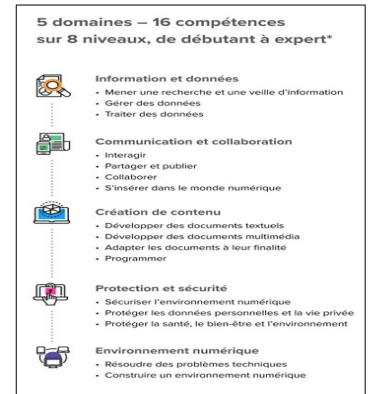 5 domaines – 16 compétences
sur 8 niveaux, de débutant à expert*
Information et données
• Mener une recherche et une veille d'information
• Gérer des données
• Traiter des données
Communication et collaboration
• Interagir
• Partager et publier
• Collaborer
• S'insérer dans le monde numérique
Création de contenu
• Développer des documents textuels
• Développer des documents multimédia
• Adapter les documents à leur finalité
• Programmer
Protection et sécurité
• Sécuriser l'environnement numérique
• Protéger les données personnelles et la vie privée
• Protéger la santé, le bien-être et l'environnement
Environnement numérique
• Résoudre des problèmes techniques
• Construire un environnement numérique